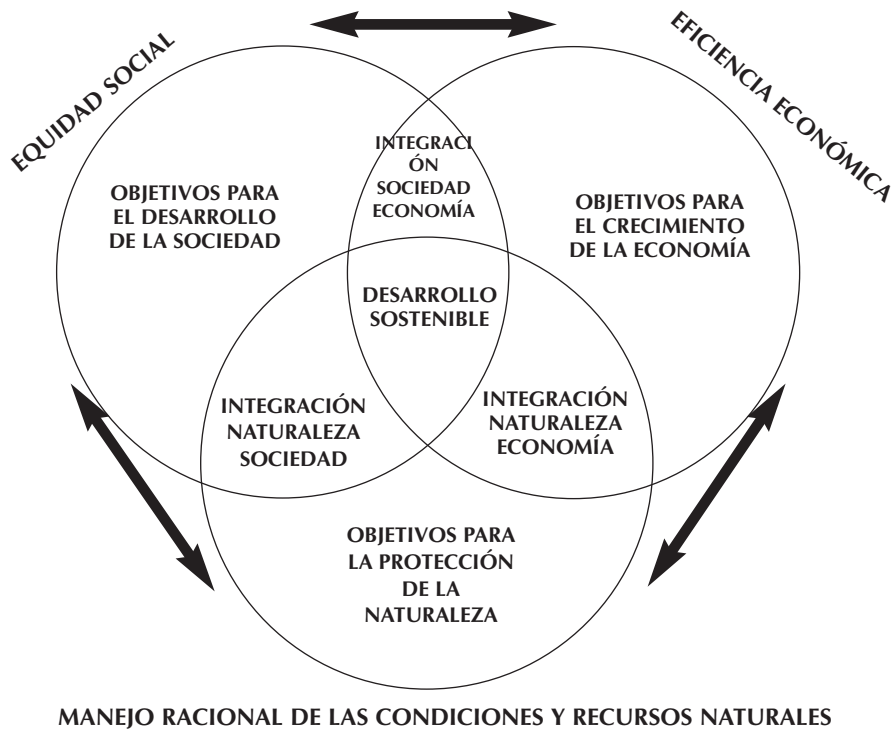 EQUIDAD SOCIAL
EFICIENCIA ECONÓMICA
INTEGRACI
ÓN
SOCIEDAD
ECONOMÍA
OBJETIVOS PARA
EL DESARROLLO
DE LA SOCIEDAD
OBJETIVOS PARA
EL CRECIMIENTO
DE LA ECONOMÍA
DESARROLLO
SOSTENIBLE
INTEGRACIÓN
NATURALEZA
SOCIEDAD
INTEGRACIÓN
NATURALEZA
ECONOMÍA
OBJETIVOS PARA
LA PROTECCIÓN
DE LA
NATURALEZA
MANEJO RACIONAL DE LAS CONDICIONES Y RECURSOS NATURALES